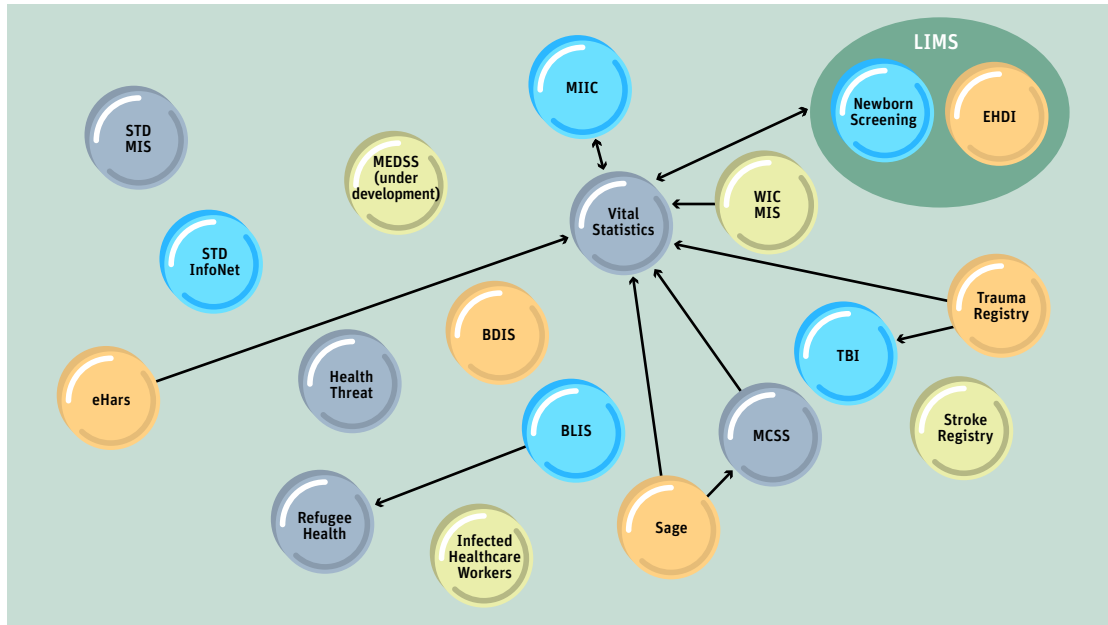 LIMS
MIIC
Newborn
Screening
EHDI
STD
MIS
MEDSS
(under
development)
WIC
MIS
Vital
Statistics
STD
InfoNet
Trauma
Registry
BDIS
TBI
Health
Threat
eHars
Stroke
Registry
BLIS
MCSS
Refugee
Health
Sage
Infected
Healthcare
Workers